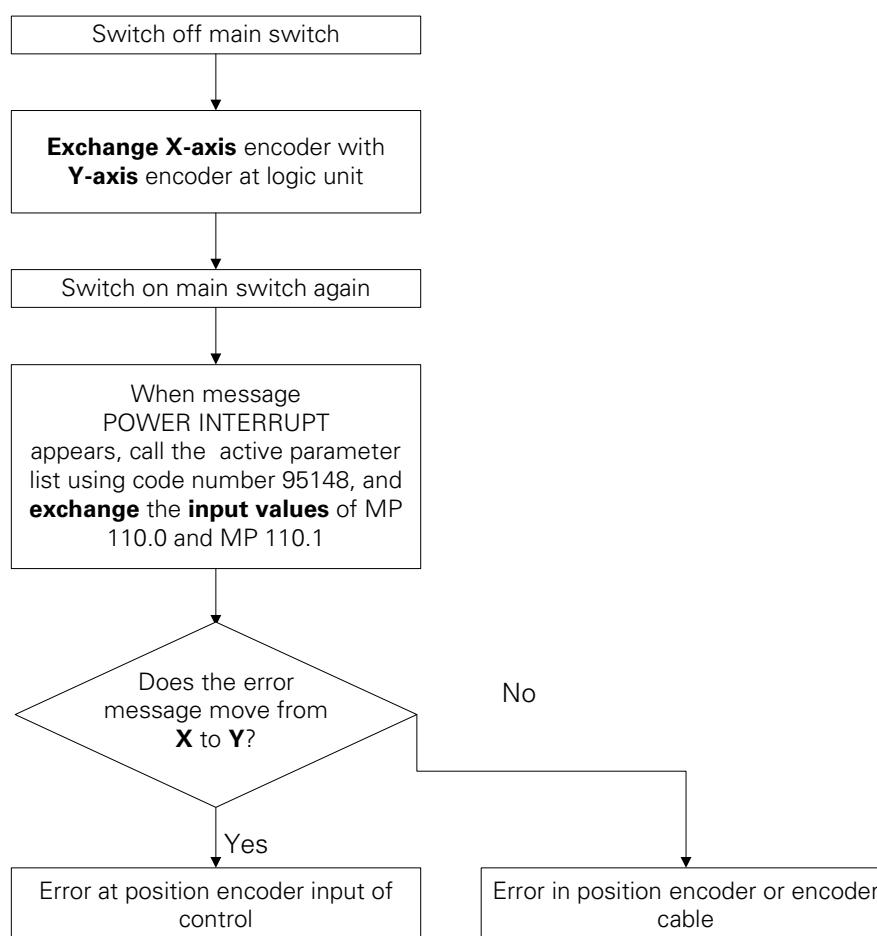 Switch off main switch
Exchange X-axis encoder with
Y-axis encoder at logic unit
Switch on main switch again
When message
POWER INTERRUPT
appears, call the  active parameter
list using code number 95148, and
exchange the input values of MP
110.0 and MP 110.1
Does the error
message move from
X to Y?
No
Yes
Error at position encoder input of
control
Error in position encoder or encoder
cable